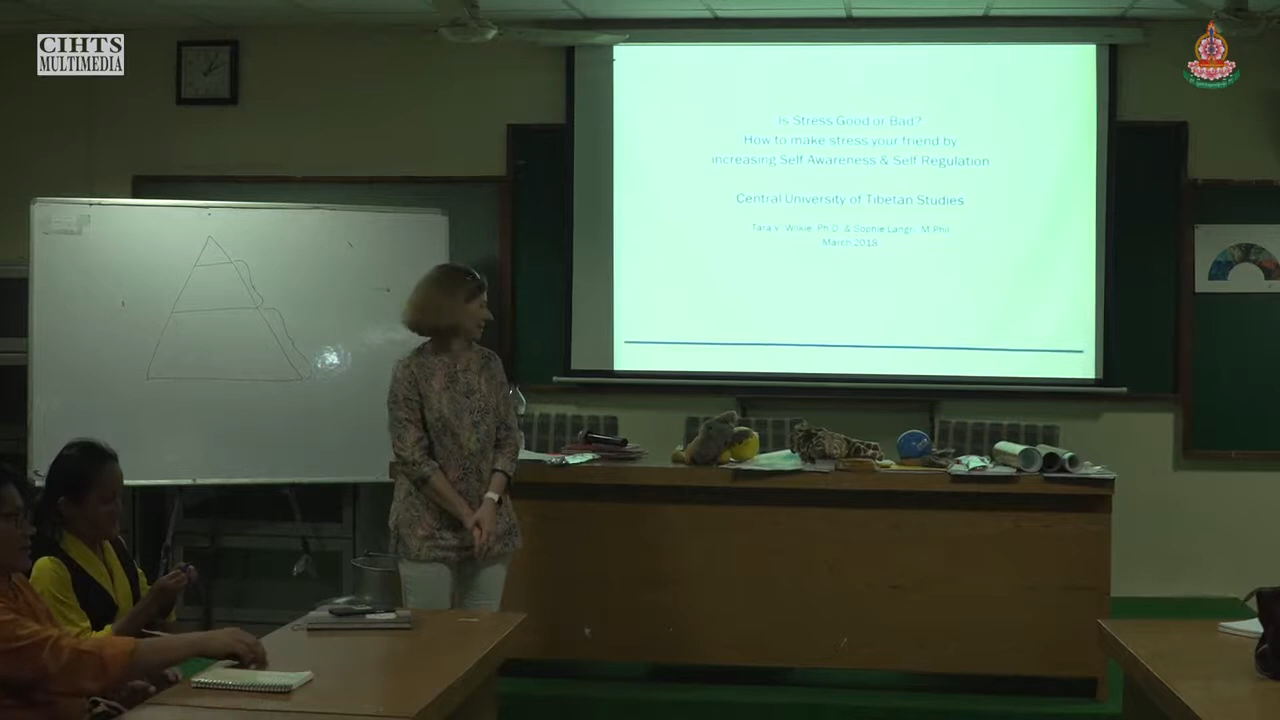 CIHTS
MULTIMEDIA
Is Stress Good or Bad?
How to make stress your friend by
increasing Self Awareness & Self Regulation
Central University of Tibetan Studies
Tara v. Wilkie, Ph.D. & Sophie Langri, M.Phil
March 2018